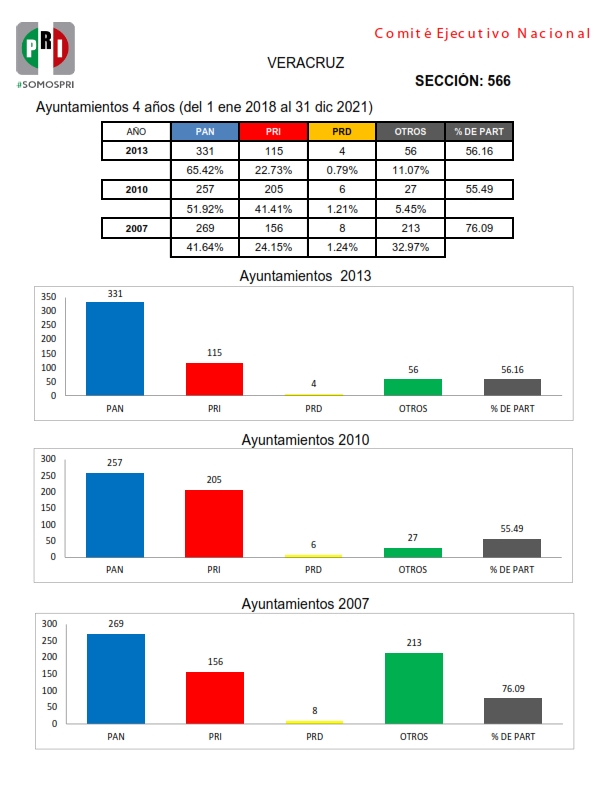 Comité Ejecutivo Nacional
PRI
#SOMOSPRI
VERACRUZ
SECCIÓN: 566
Ayuntamientos 4 años (del 1 ene 2018 al 31 dic 2021)
AÑO PAN PRI PRD OTROS % DE PART
2013 331 115 4 56 56.16
65.42% 22.73% 0.79% 11.07%
2010 257 205 6 27 55.49
51.92% 41.41% 1.21% 5.45%
2007 269 156 8 213 76.09
41.64% 24.15% 1.24% 32.97%
Ayuntamientos 2013
350
300
250
200
150
100
50
0
331
115
4
56
56.16
PAN PRI PRD OTROS % DE PART
Ayuntamientos 2010
300
250
200
150
100
50
0
257
205
6
27
55.49
PAN PRI PRD OTROS % DE PART
Ayuntamientos 2007
300
250
200
150
100
50
0
269
156
8
213
76.09
PAN PRI PRD OTROS % DE PART